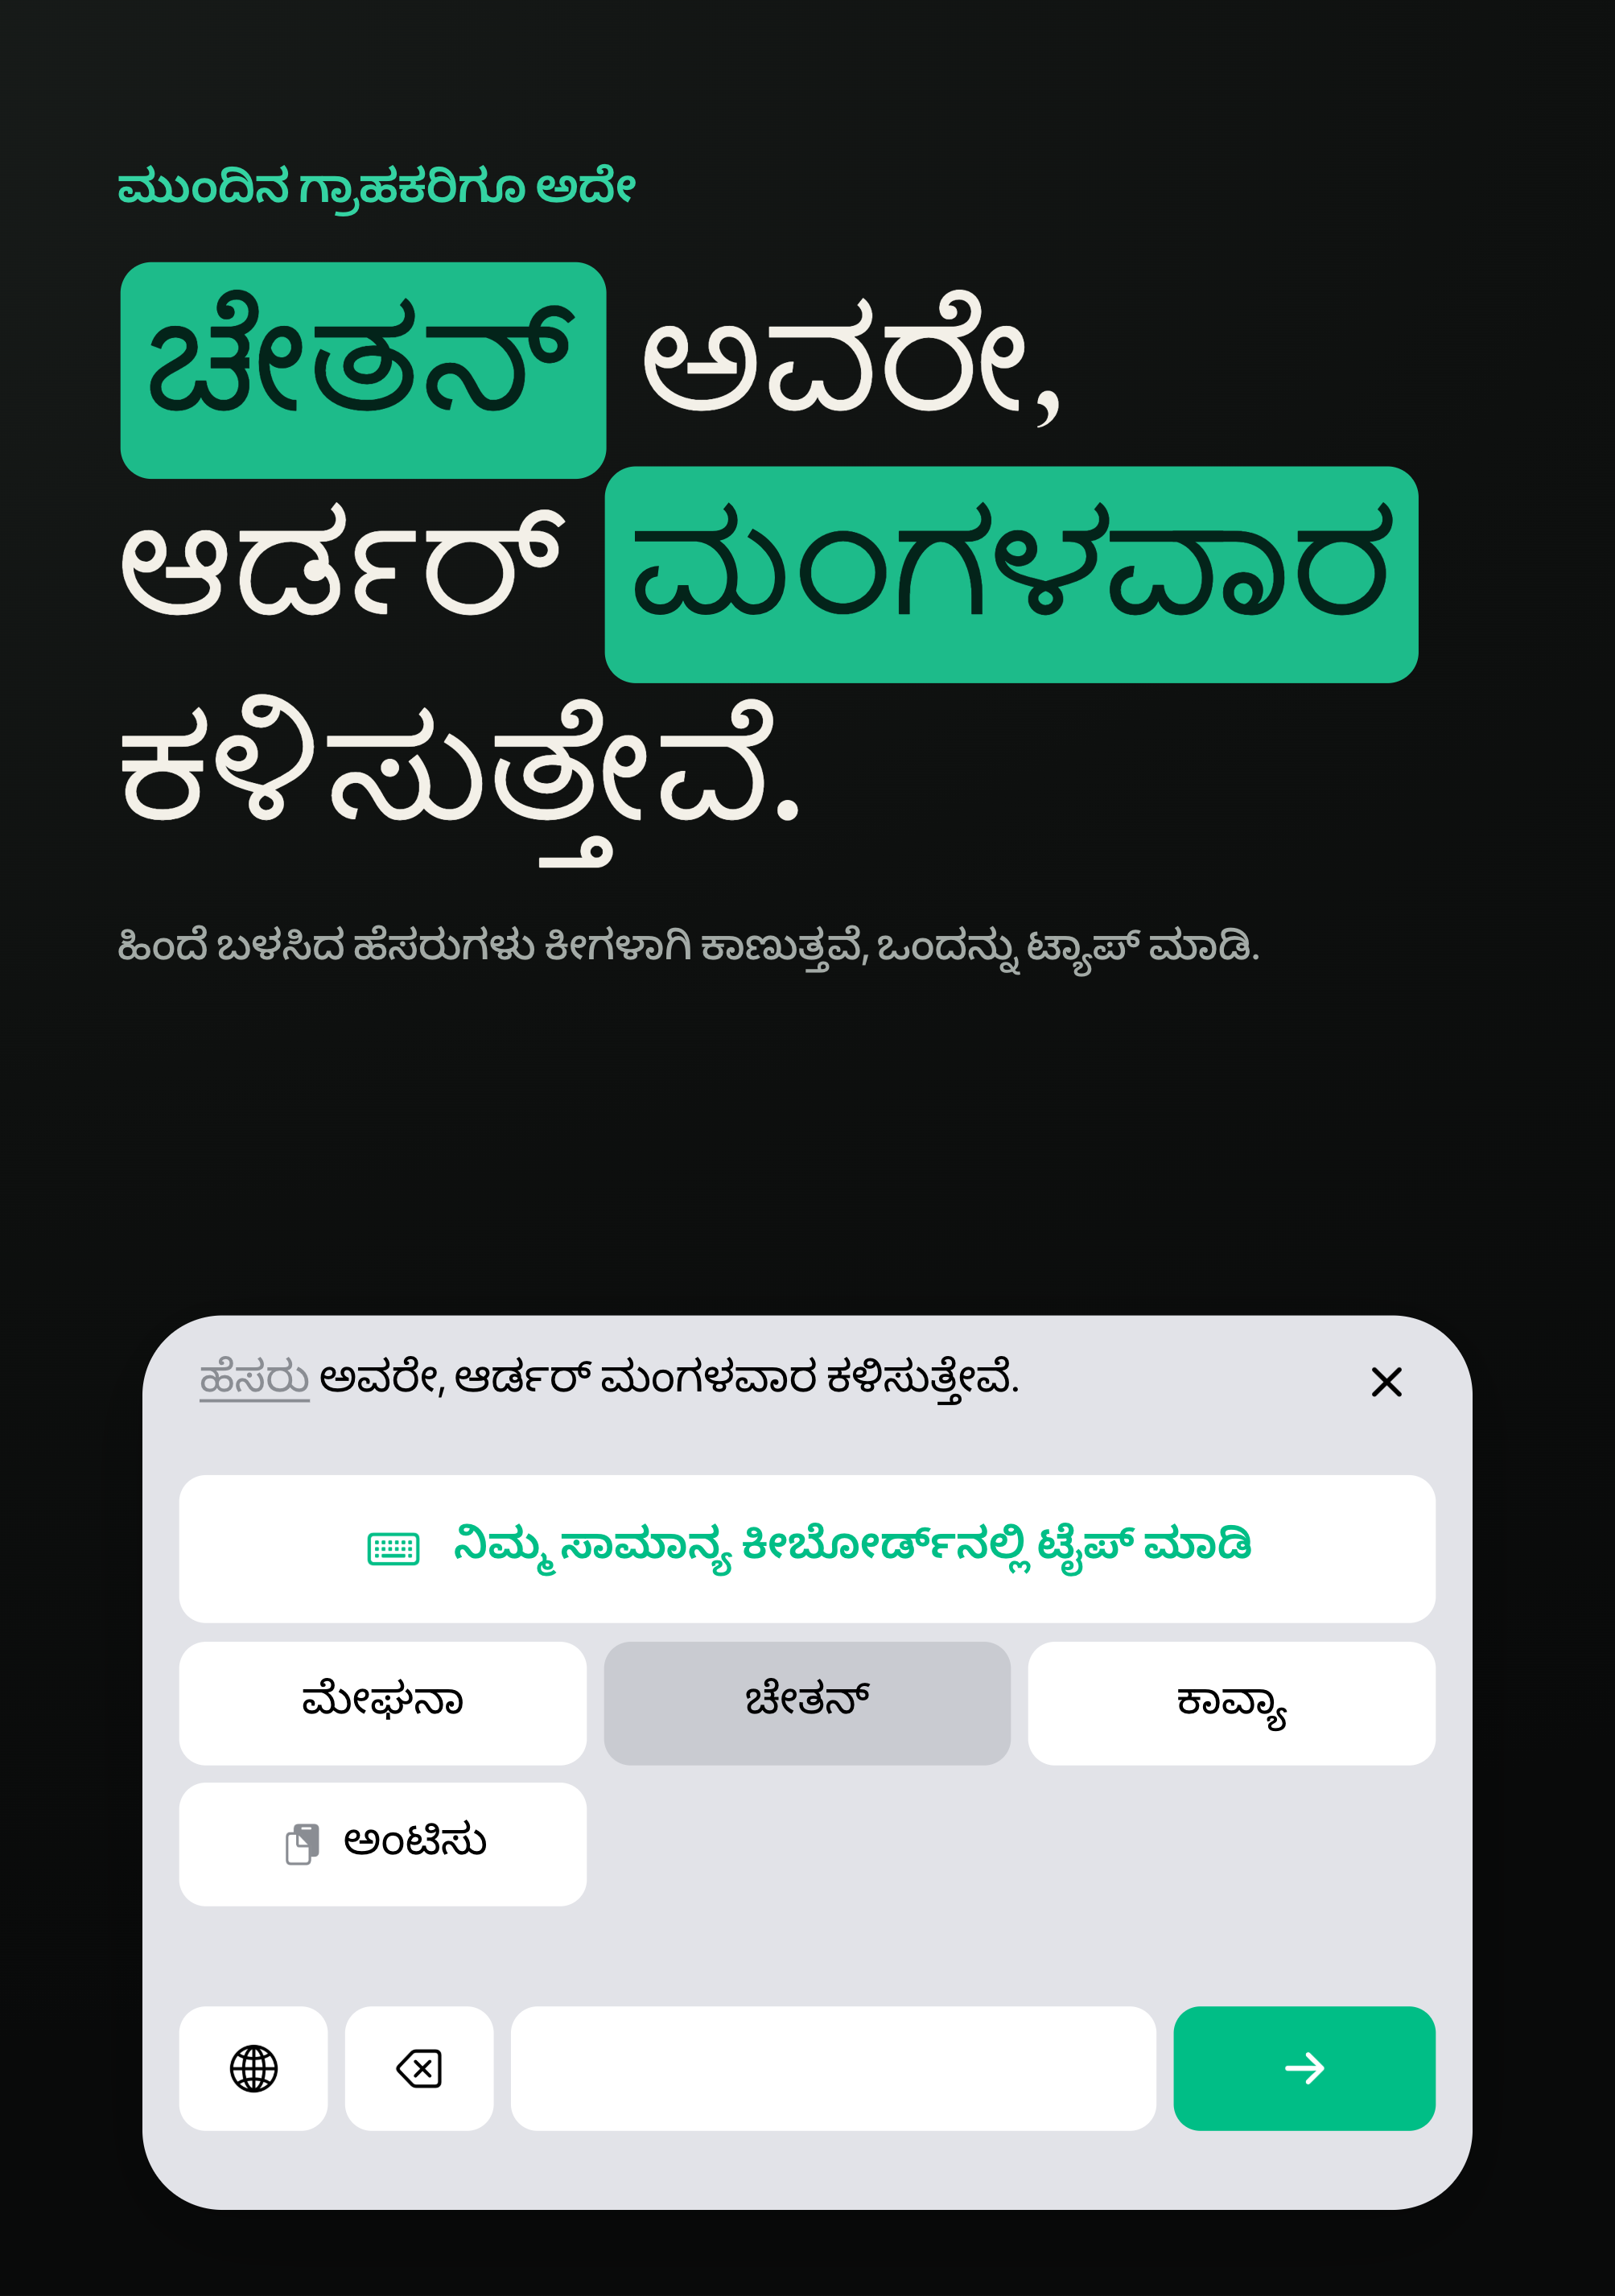 ಮುಂದಿನ ಗ್ರಾಹಕರಿಗೂ ಅದೇ
ಚೇತನ್ ಅವರೇ,
ಆರ್ಡರ್ ಮಂಗಳವಾರ
ಕಳಿಸುತ್ತೇವೆ.
ಹಿಂದೆ ಬಳಸಿದ ಹೆಸರುಗಳು ಕೀಗಳಾಗಿ ಕಾಣುತ್ತವೆ, ಒಂದನ್ನು ಟ್ಯಾಪ್ ಮಾಡಿ.
ಹೆಸರು ಅವರೇ, ಆರ್ಡರ್ ಮಂಗಳವಾರ ಕಳಿಸುತ್ತೇವೆ.
ನಿಮ್ಮ ಸಾಮಾನ್ಯ ಕೀಬೋರ್ಡ್‌ನಲ್ಲಿ ಟೈಪ್ ಮಾಡಿ
ಮೇಘನಾ ಚೇತನ್ ಕಾವ್ಯಾ
ಅಂಟಿಸು